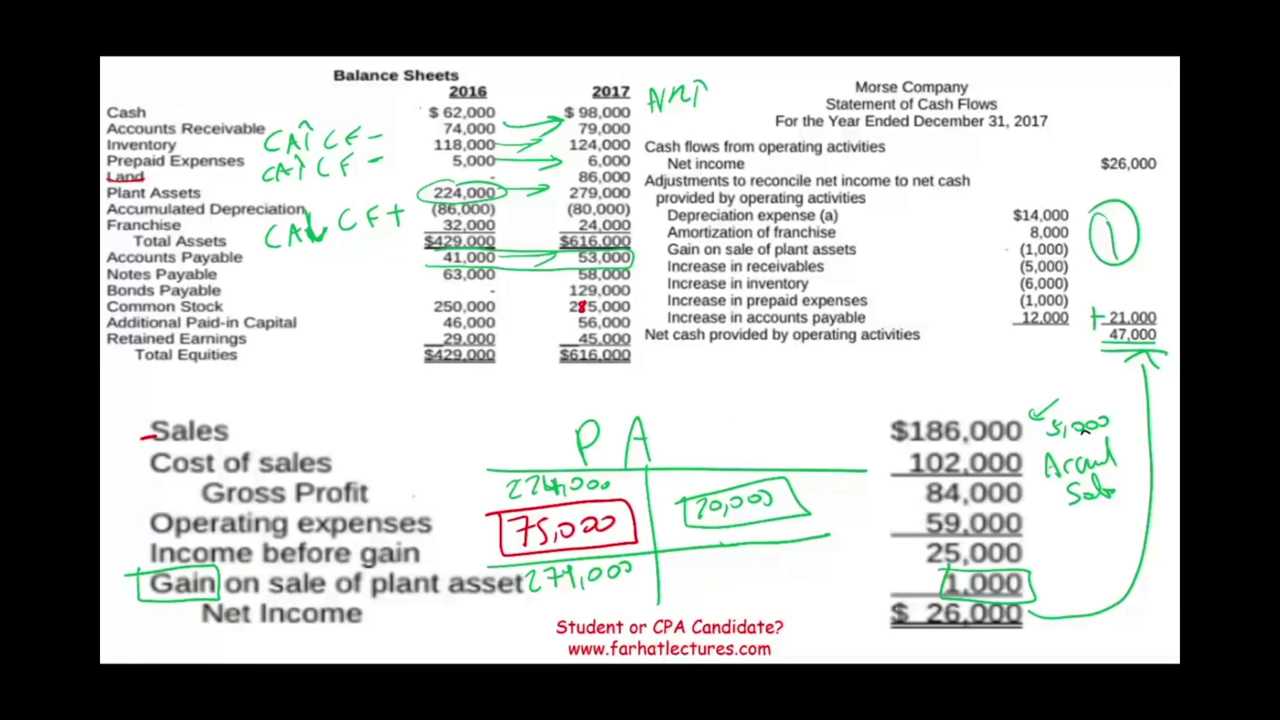 Balance Sheets
2016 2017
Cash $ 62,000 $ 98,000
Accounts Receivable 74,000 79,000
Inventory 118,000 124,000
Prepaid Expenses 5,000 6,000
Land - 86,000
Plant Assets 224,000 279,000
Accumulated Depreciation (86,000) (80,000)
Franchise 32,000 24,000
Total Assets $429,000 $616,000
Accounts Payable 41,000 53,000
Notes Payable 63,000 58,000
Bonds Payable - 129,000
Common Stock 250,000 285,000
Additional Paid-in Capital 46,000 56,000
Retained Earnings 29,000 45,000
Total Equities $429,000 $616,000
CA↑ CF -
CA↑ CF -
CA↓ CF +
Morse Company
Statement of Cash Flows
For the Year Ended December 31, 2017
Cash flows from operating activities
Net income $26,000
Adjustments to reconcile net income to net cash
provided by operating activities
Depreciation expense (a) $14,000
Amortization of franchise 8,000
Gain on sale of plant assets (1,000)
Increase in receivables (5,000)
Increase in inventory (6,000)
Increase in prepaid expenses (1,000)
Increase in accounts payable 12,000 + 21,000
Net cash provided by operating activities 47,000
1
Sales $186,000
Cost of sales 102,000
Gross Profit 84,000
Operating expenses 59,000
Income before gain 25,000
Gain on sale of plant asset 1,000
Net Income $ 26,000
P A
224,000
75,000 20,000
279,000
5,000
Student or CPA Candidate?
www.farhatlectures.com